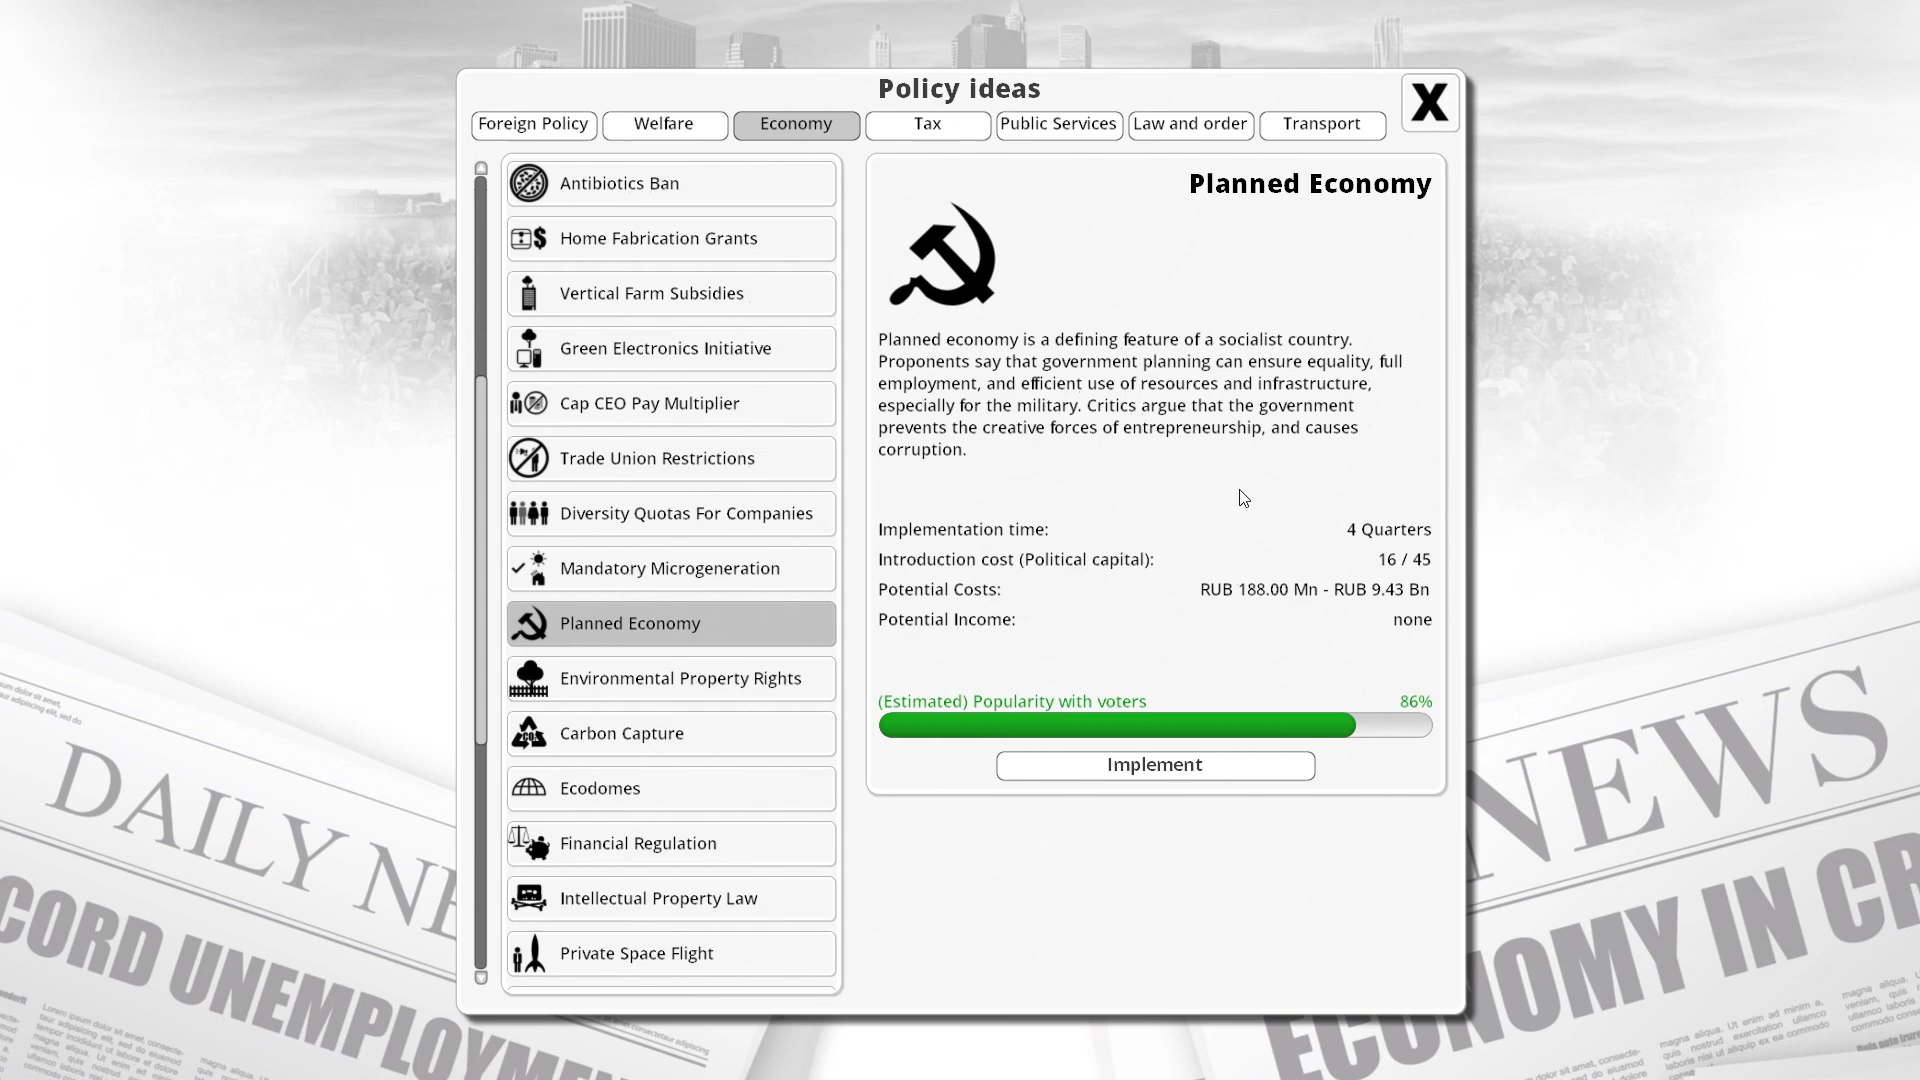 Policy ideas
X
Foreign Policy
Welfare
Economy
Tax
Public Services
Law and order
Transport
Antibiotics Ban
Home Fabrication Grants
Vertical Farm Subsidies
Green Electronics Initiative
Cap CEO Pay Multiplier
Trade Union Restrictions
Diversity Quotas For Companies
Mandatory Microgeneration
Planned Economy
Environmental Property Rights
Carbon Capture
Ecodomes
Financial Regulation
Intellectual Property Law
Private Space Flight
Planned Economy
Planned economy is a defining feature of a socialist country.
Proponents say that government planning can ensure equality, full
employment, and efficient use of resources and infrastructure,
especially for the military. Critics argue that the government
prevents the creative forces of entrepreneurship, and causes
corruption.
Implementation time: 4 Quarters
Introduction cost (Political capital): 16 / 45
Potential Costs: RUB 188.00 Mn - RUB 9.43 Bn
Potential Income: none
(Estimated) Popularity with voters 86%
Implement
DAILY NE
CORD UNEMPLOYME
NEWS
ECONOMY IN CR